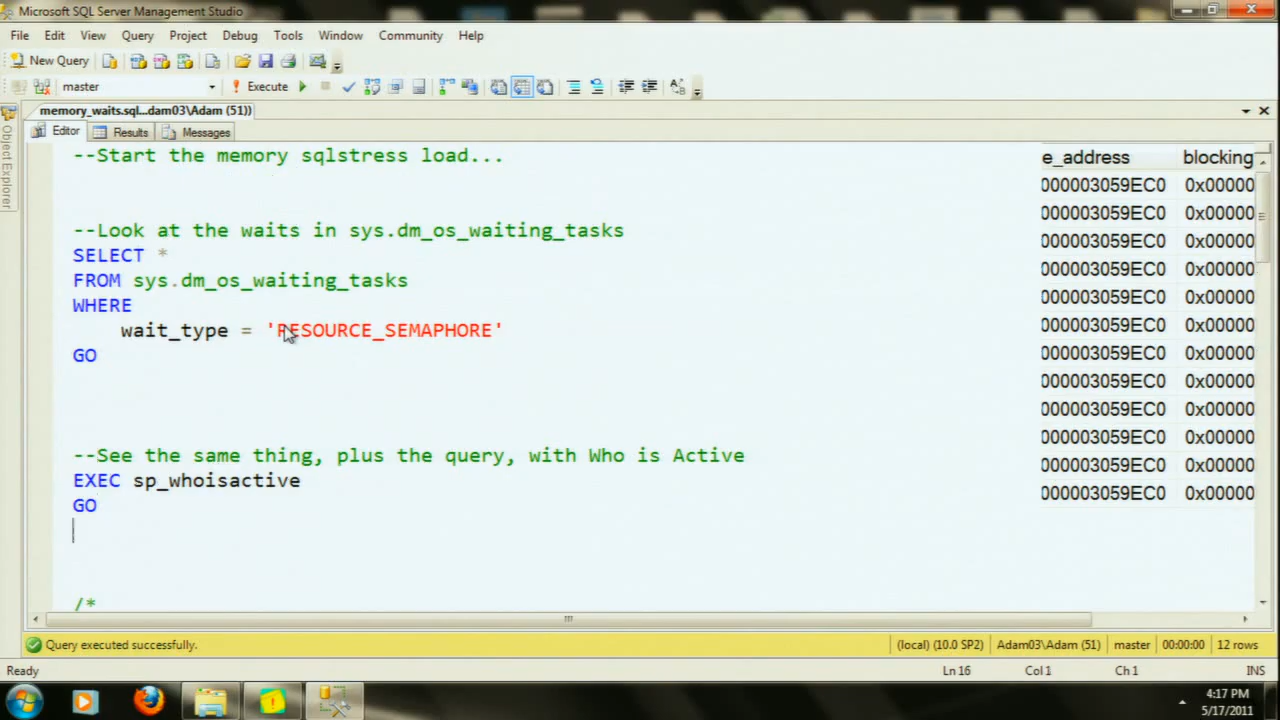 Microsoft SQL Server Management Studio
File Edit View Query Project Debug Tools Window Community Help
New Query
master Execute
memory_waits.sql...dam03\Adam (51))
Editor Results Messages
Object Explorer
--Start the memory sqlstress load...
--Look at the waits in sys.dm_os_waiting_tasks
SELECT *
FROM sys.dm_os_waiting_tasks
WHERE
wait_type = 'RESOURCE_SEMAPHORE'
GO
--See the same thing, plus the query, with Who is Active
EXEC sp_whoisactive
GO
/*
e_address blocking
000003059EC0 0x00000
000003059EC0 0x00000
000003059EC0 0x00000
000003059EC0 0x00000
000003059EC0 0x00000
000003059EC0 0x00000
000003059EC0 0x00000
000003059EC0 0x00000
000003059EC0 0x00000
000003059EC0 0x00000
000003059EC0 0x00000
000003059EC0 0x00000
Query executed successfully. (local) (10.0 SP2) Adam03\Adam (51) master 00:00:00 12 rows
Ready Ln 16 Col 1 Ch 1 INS
4:17 PM
5/17/2011